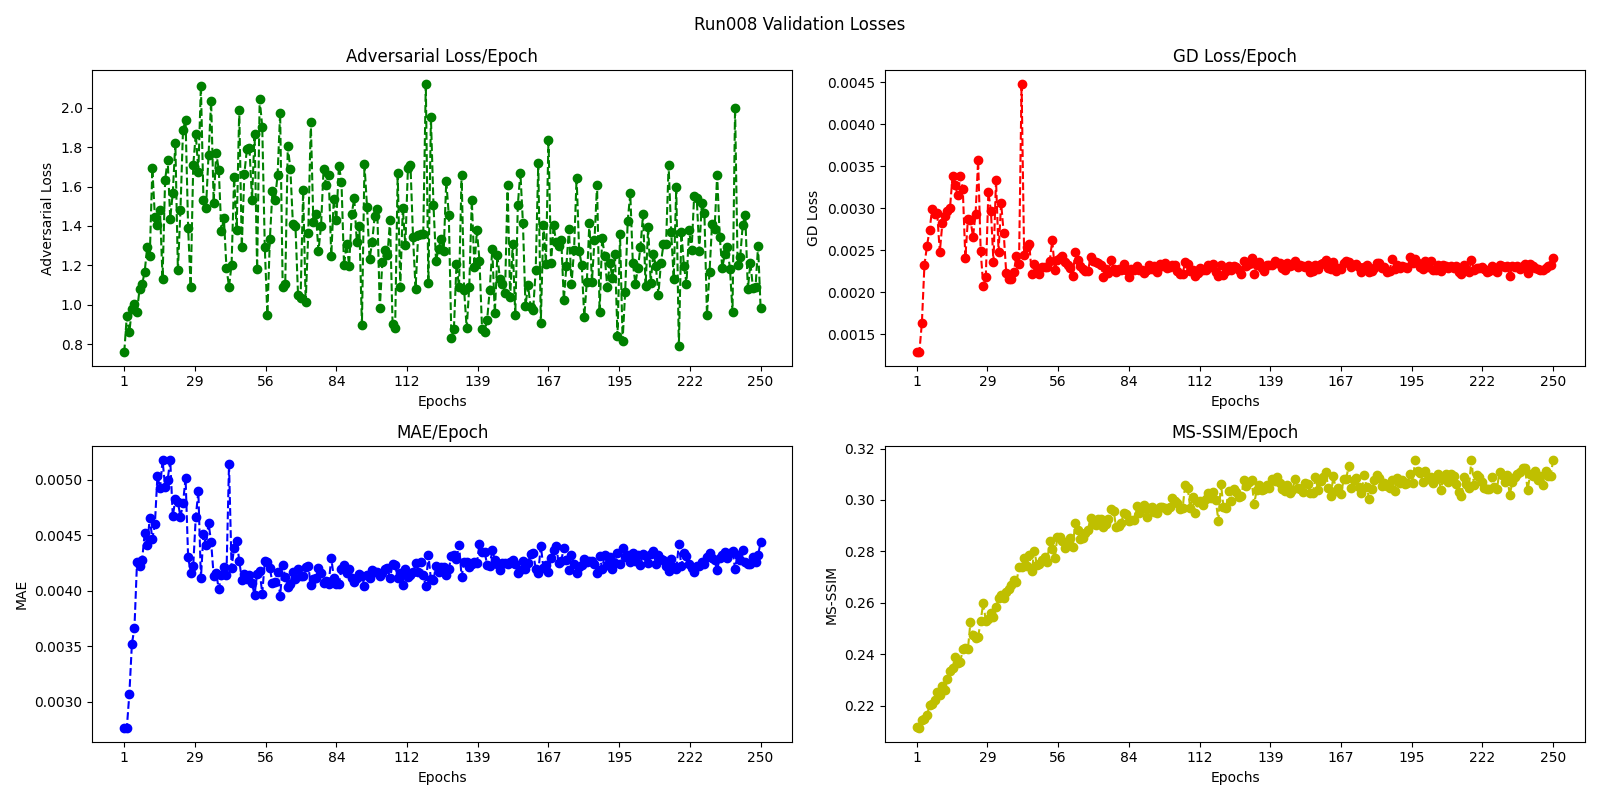 Run008 Validation Losses
Adversarial Loss/Epoch
Adversarial Loss
2.0
1.8
1.6
1.4
1.2
1.0
0.8
1 29 56 84 112 139 167 195 222 250
Epochs
GD Loss/Epoch
GD Loss
0.0045
0.0040
0.0035
0.0030
0.0025
0.0020
0.0015
1 29 56 84 112 139 167 195 222 250
Epochs
MAE/Epoch
MAE
0.0050
0.0045
0.0040
0.0035
0.0030
1 29 56 84 112 139 167 195 222 250
Epochs
MS-SSIM/Epoch
MS-SSIM
0.32
0.30
0.28
0.26
0.24
0.22
1 29 56 84 112 139 167 195 222 250
Epochs